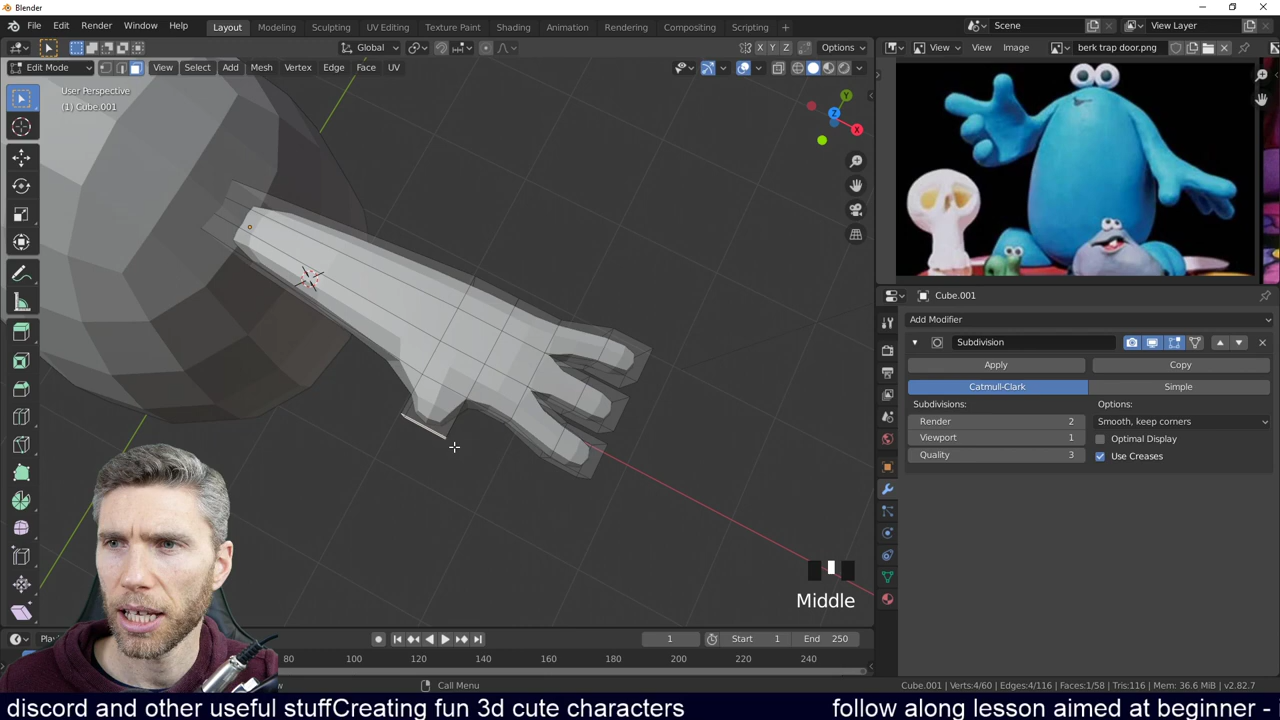 Blender
File Edit Render Window Help Layout Modeling Sculpting UV Editing Texture Paint Shading Animation Rendering Compositing Scripting + Scene View Layer
Global X Y Z Options View View Image berk trap door.png
Edit Mode View Select Add Mesh Vertex Edge Face UV
User Perspective
(1) Cube.001
Y
Z
X
Cube.001
Add Modifier
Subdivision
Apply Copy
Catmull-Clark Simple
Subdivisions: Options:
Render 2 Smooth, keep corners
Viewport 1 Optimal Display
Quality 3 Use Creases
Middle
1 Start 1 End 250
80 100 120 140 160 180 200 220 240
Call Menu Cube.001 | Verts:4/60 | Edges:4/116 | Faces:1/58 | Tris:116 | Mem: 36.6 MiB | v2.82.7
discord and other useful stuffCreating fun 3d cute characters follow along lesson aimed at beginner -